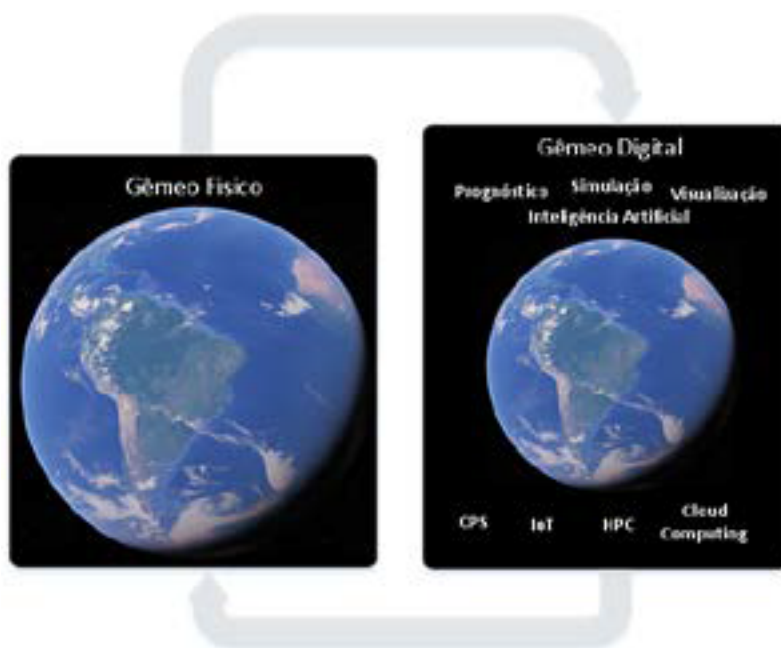 Gêmeo Físico
Gêmeo Digital
Prognóstico Simulação Visualização
Inteligência Artificial
CPS IoT HPC Cloud Computing